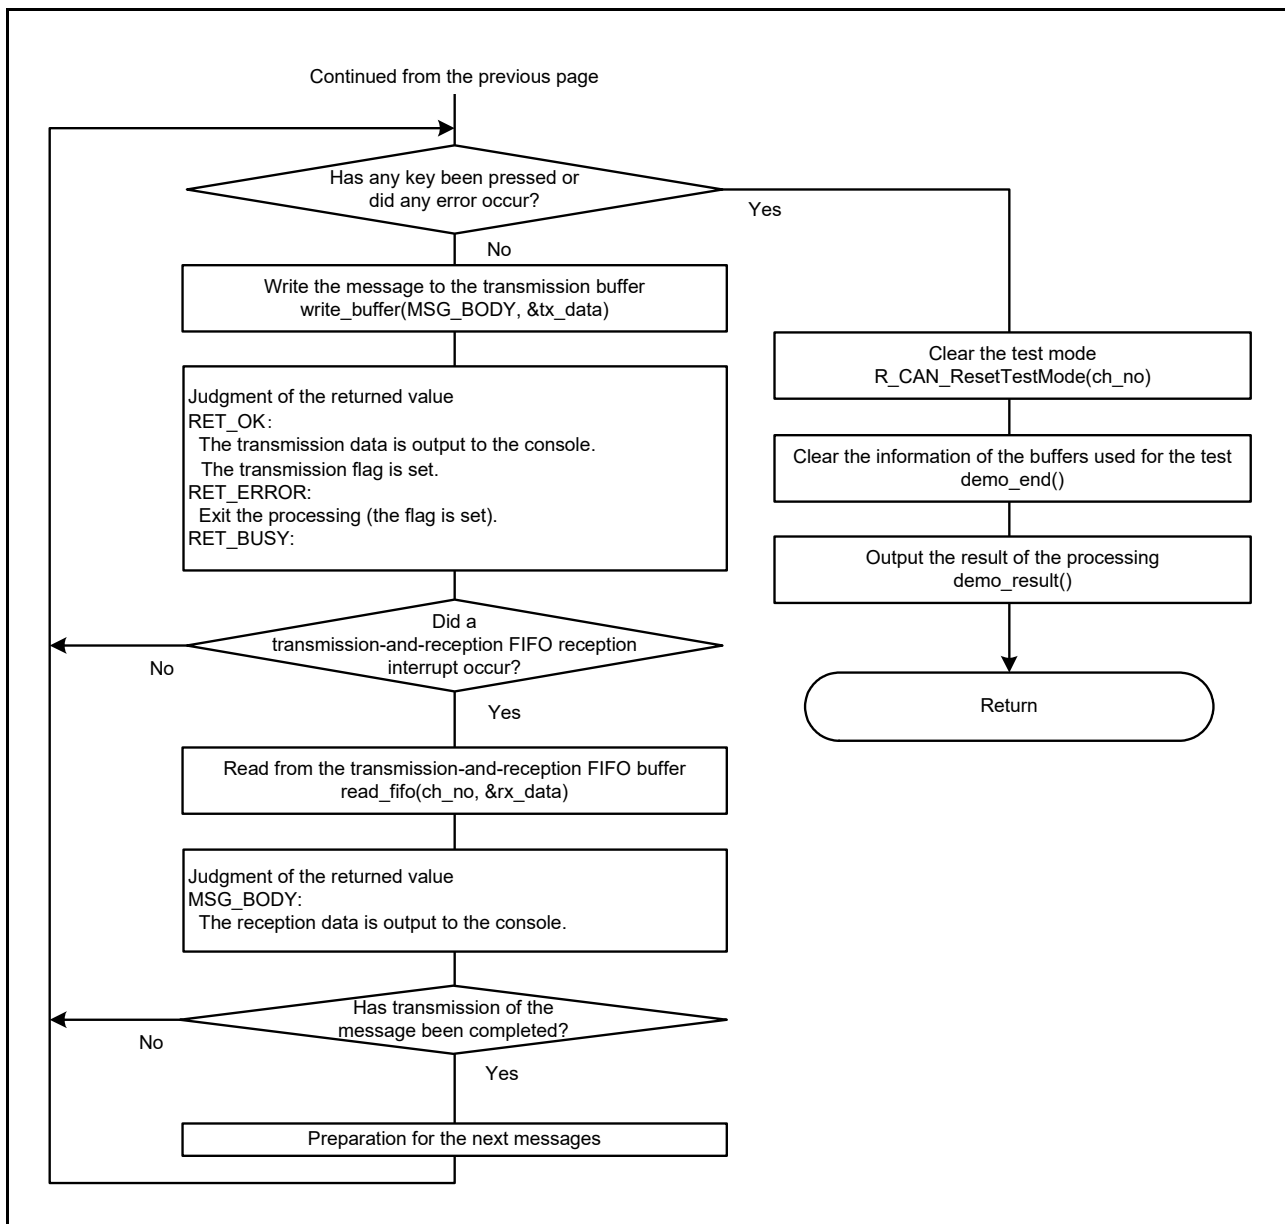 Continued from the previous page
Has any key been pressed or
did any error occur?
Yes
No
Write the message to the transmission buffer
write_buffer(MSG_BODY, &tx_data)
Judgment of the returned value
RET_OK:
The transmission data is output to the console.
The transmission flag is set.
RET_ERROR:
Exit the processing (the flag is set).
RET_BUSY:
Did a
transmission-and-reception FIFO reception
interrupt occur?
No
Yes
Read from the transmission-and-reception FIFO buffer
read_fifo(ch_no, &rx_data)
Judgment of the returned value
MSG_BODY:
The reception data is output to the console.
Has transmission of the
message been completed?
No
Yes
Preparation for the next messages
Clear the test mode
R_CAN_ResetTestMode(ch_no)
Clear the information of the buffers used for the test
demo_end()
Output the result of the processing
demo_result()
Return